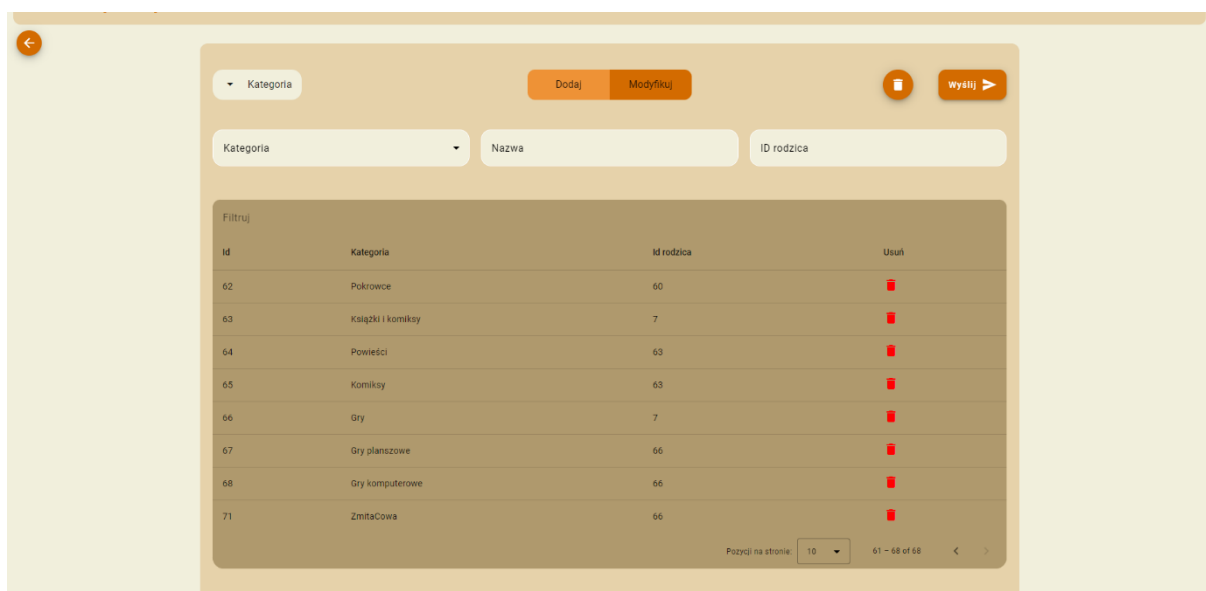 Kategoria Dodaj Modyfikuj Wyślij
Kategoria Nazwa ID rodzica
Filtruj
Id Kategoria Id rodzica Usuń
62 Pokrowce 60
63 Książki i komiksy 7
64 Powieści 63
65 Komiksy 63
66 Gry 7
67 Gry planszowe 66
68 Gry komputerowe 66
71 ZmitaCowa 66
Pozycji na stronie: 10 61 – 68 of 68